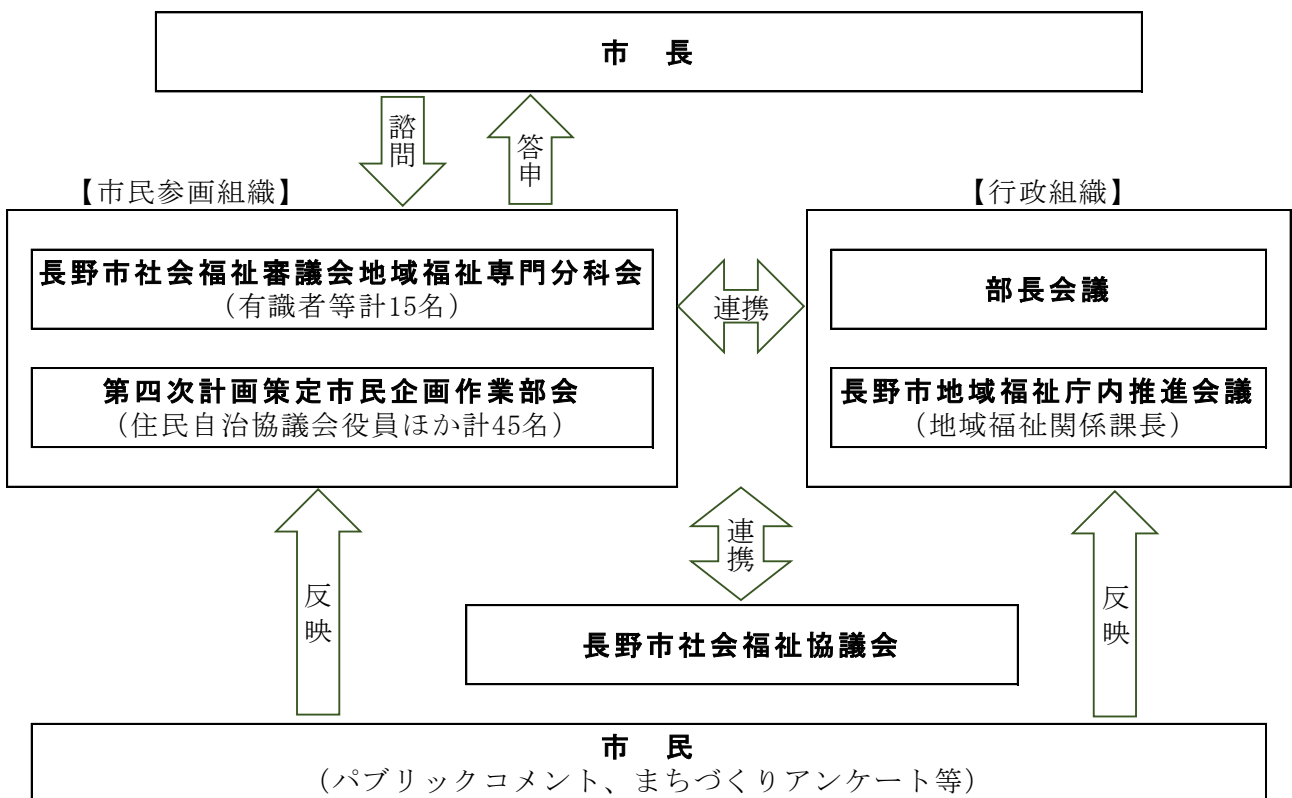 市 長
諮問
答申
【市民参画組織】
【行政組織】
長野市社会福祉審議会地域福祉専門分科会
(有識者等計15名)
第四次計画策定市民企画作業部会
(住民自治協議会役員ほか計45名)
連携
部長会議
長野市地域福祉庁内推進会議
(地域福祉関係課長)
反映
連携
反映
長野市社会福祉協議会
市 民
(パブリックコメント、まちづくりアンケート等)